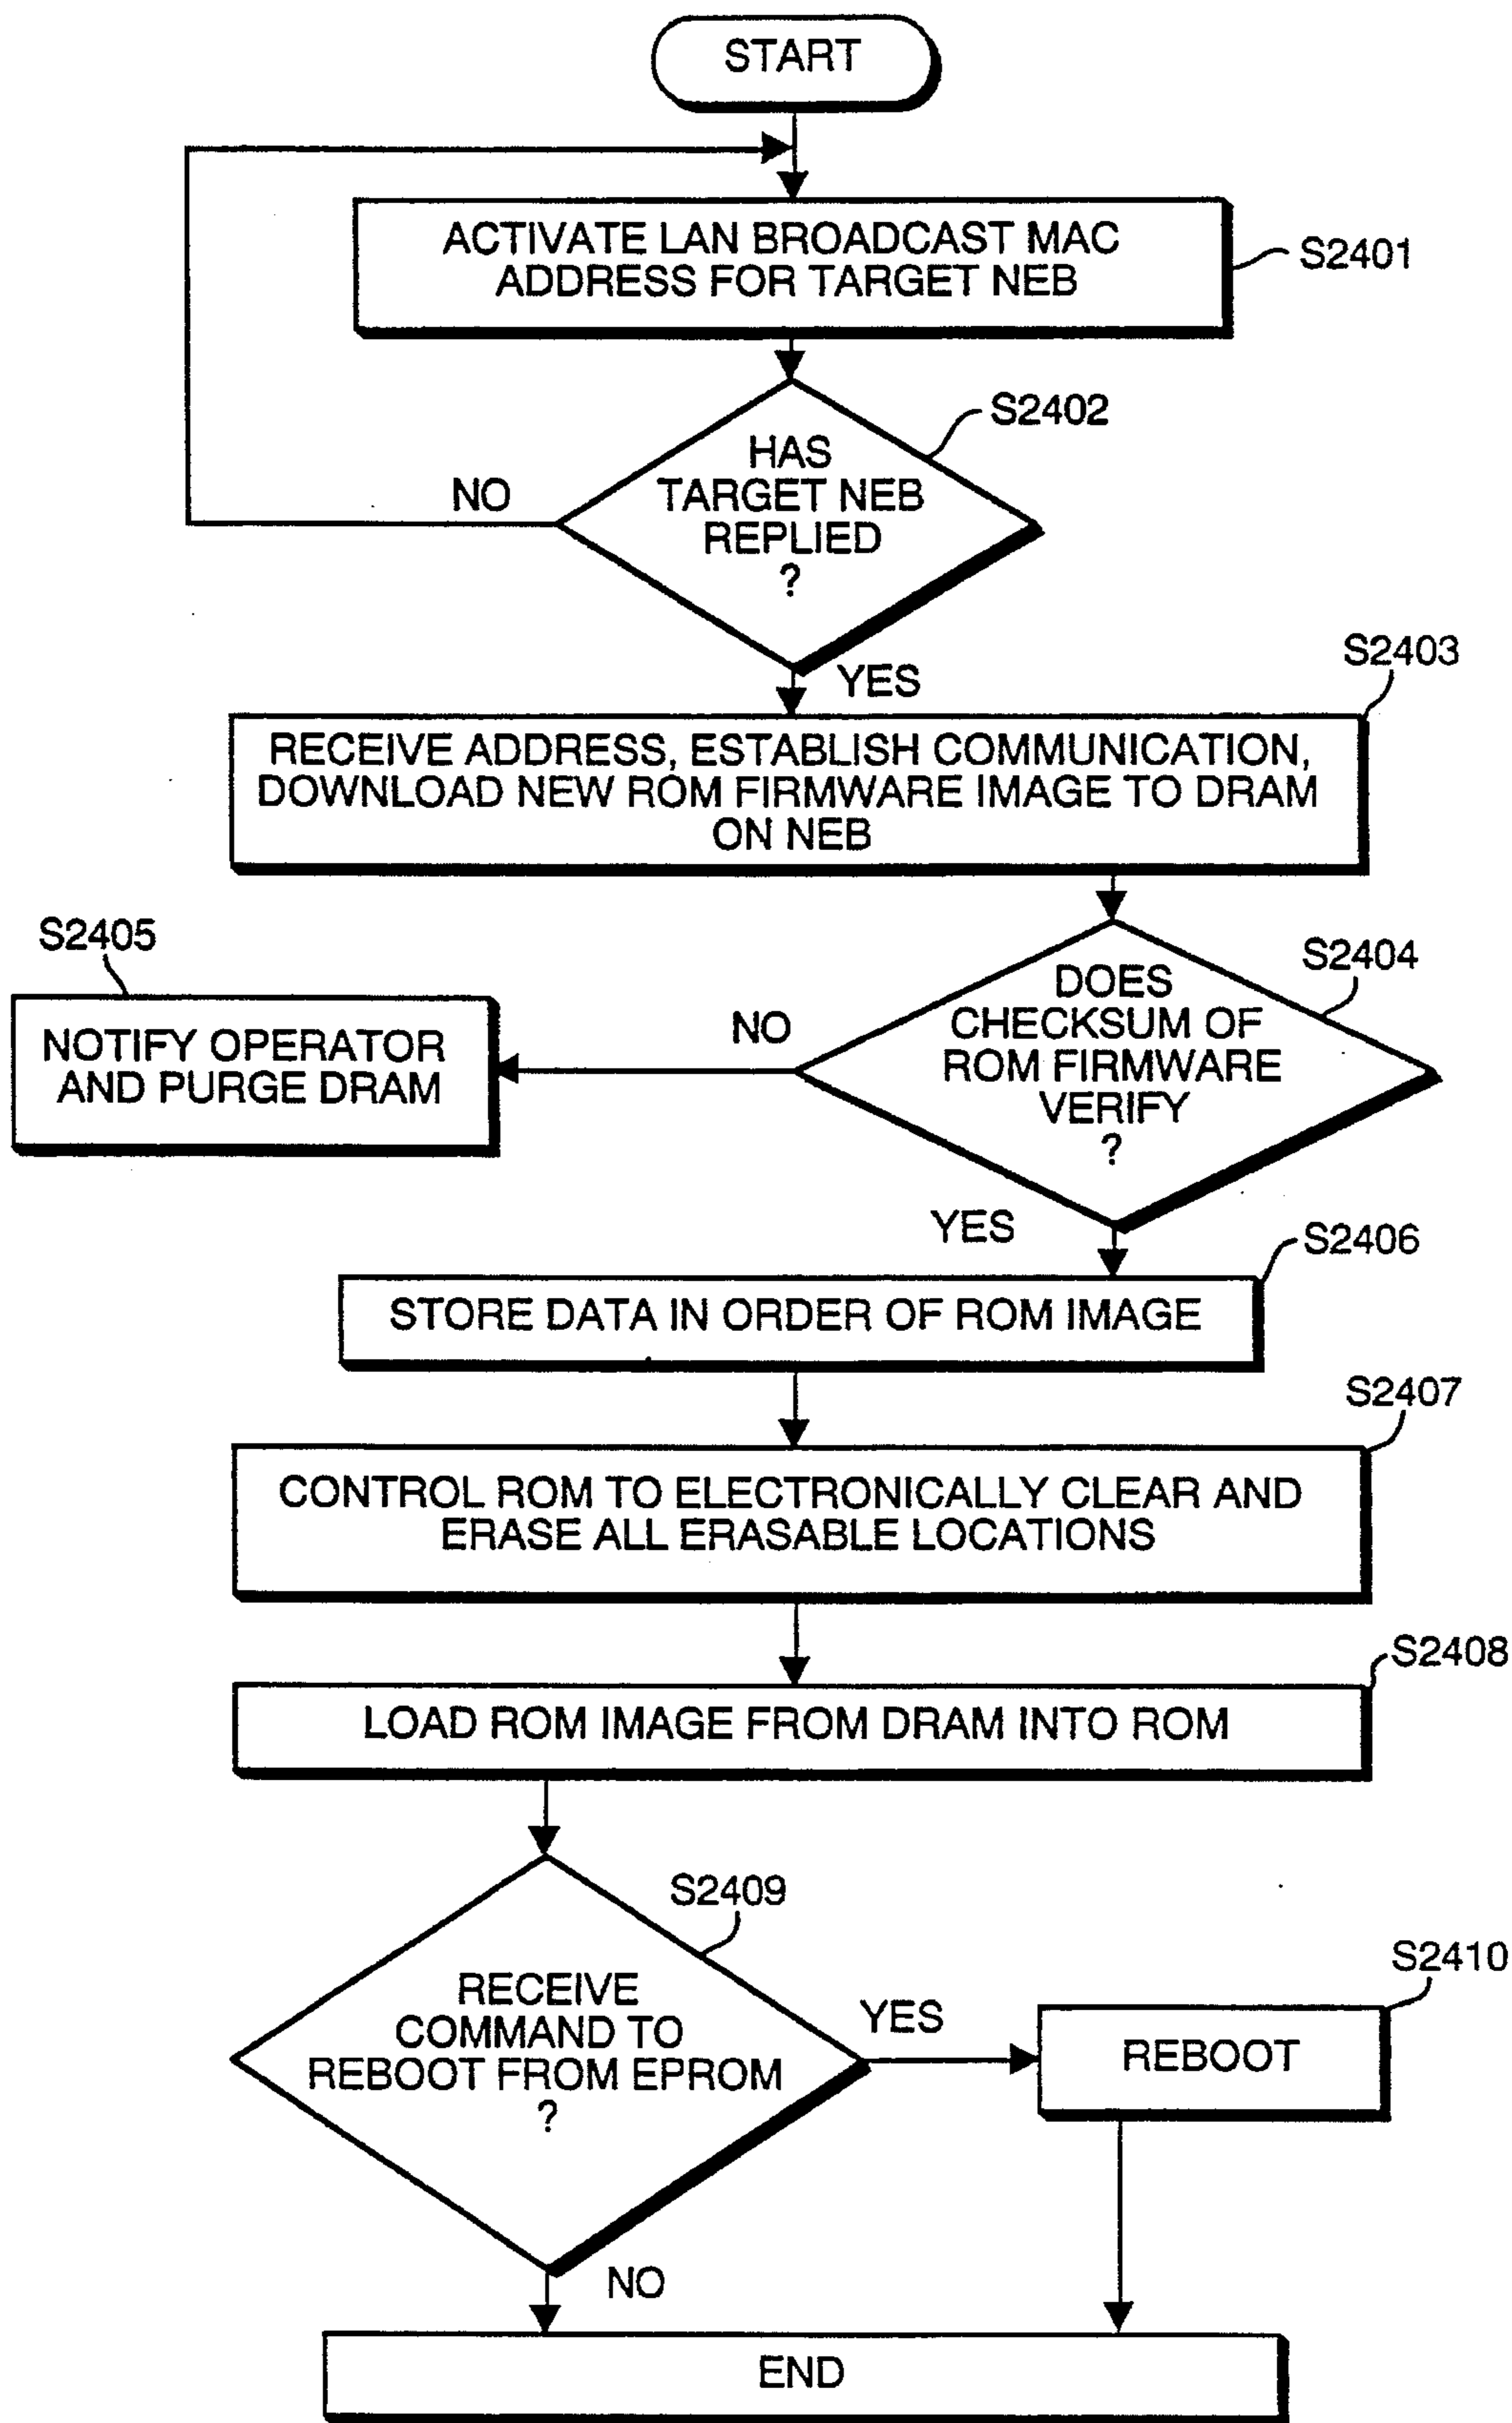 START
ACTIVATE LAN BROADCAST MAC
ADDRESS FOR TARGET NEB
S2401
S2402
HAS
TARGET NEB
REPLIED
?
NO
YES
S2403
RECEIVE ADDRESS, ESTABLISH COMMUNICATION,
DOWNLOAD NEW ROM FIRMWARE IMAGE TO DRAM
ON NEB
S2404
DOES
CHECKSUM OF
ROM FIRMWARE
VERIFY
?
NO
S2405
NOTIFY OPERATOR
AND PURGE DRAM
YES
S2406
STORE DATA IN ORDER OF ROM IMAGE
S2407
CONTROL ROM TO ELECTRONICALLY CLEAR AND
ERASE ALL ERASABLE LOCATIONS
S2408
LOAD ROM IMAGE FROM DRAM INTO ROM
S2409
RECEIVE
COMMAND TO
REBOOT FROM EPROM
?
YES
S2410
REBOOT
NO
END